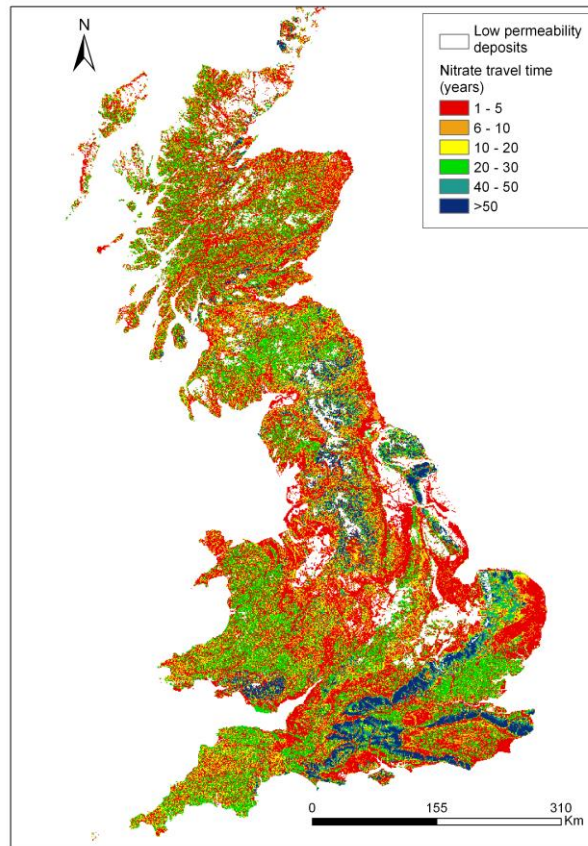 N
Low permeability
deposits
Nitrate travel time
(years)
1 - 5
6 - 10
10 - 20
20 - 30
40 - 50
>50
0 155 310
Km